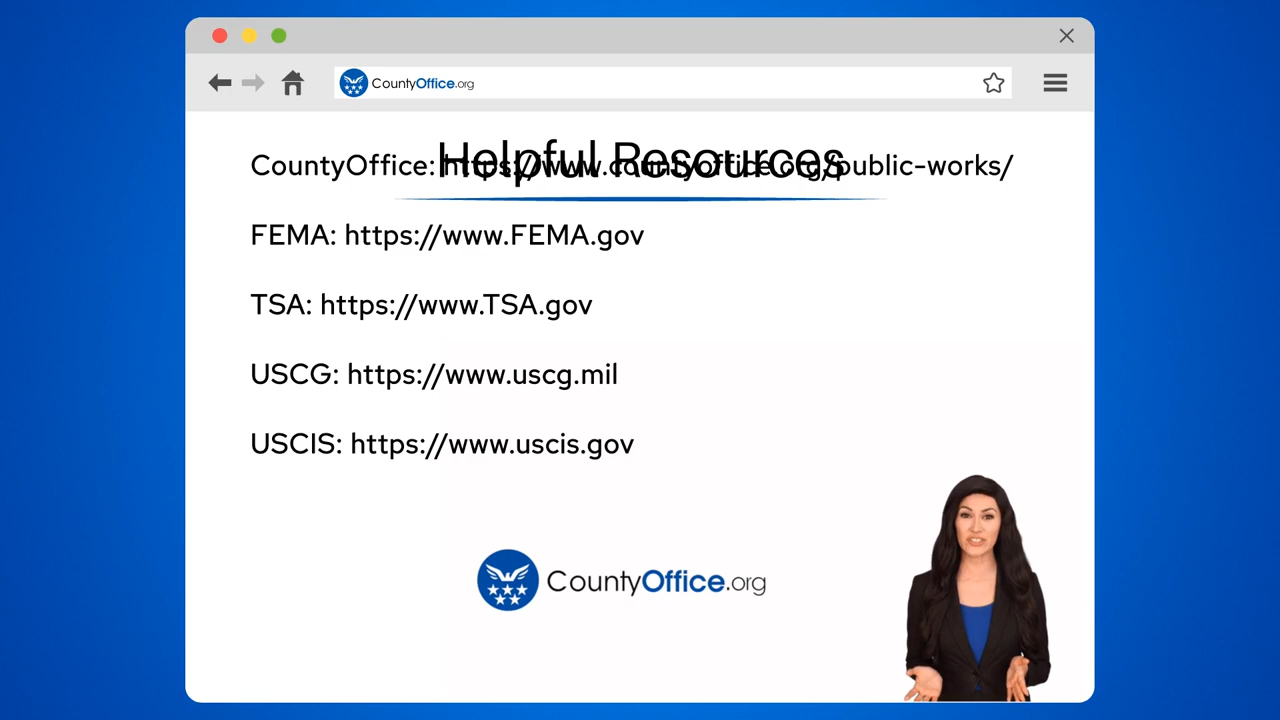 CountyOffice.org
Helpful Resources
CountyOffice: https://www.countyoffice.org/public-works/
FEMA: https://www.FEMA.gov
TSA: https://www.TSA.gov
USCG: https://www.uscg.mil
USCIS: https://www.uscis.gov
CountyOffice.org